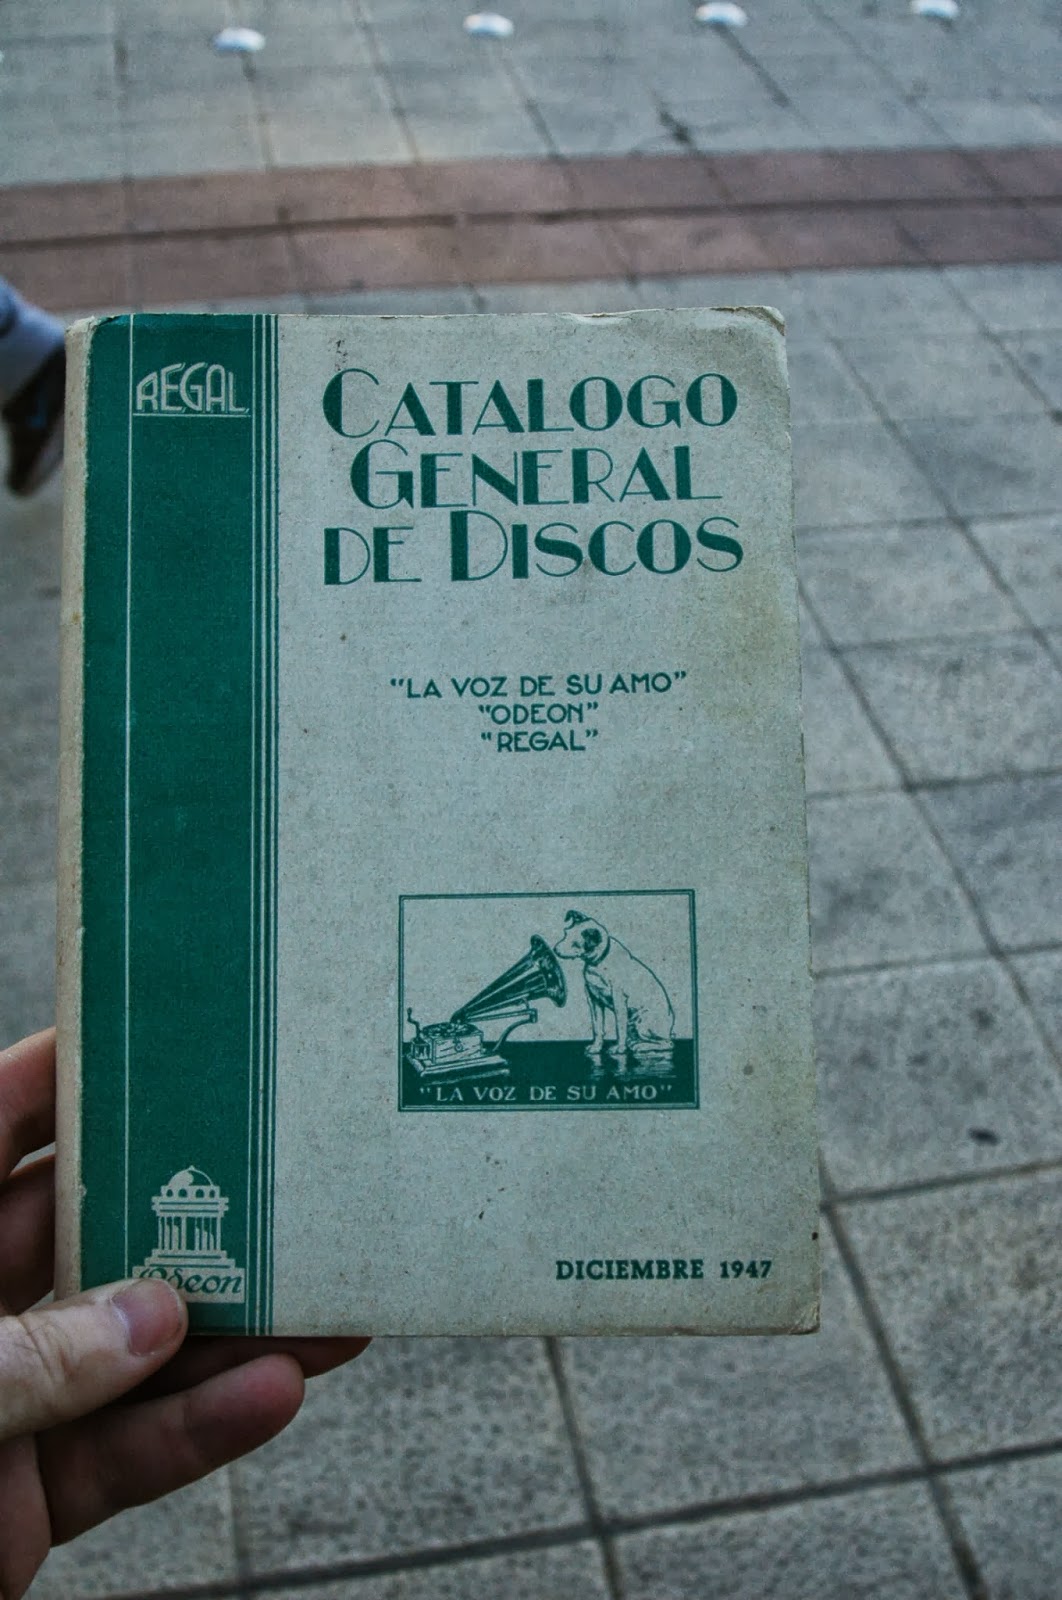 REGAL
CATALOGO
GENERAL
DE DISCOS
"LA VOZ DE SU AMO"
"ODEON"
"REGAL"
"LA VOZ DE SU AMO"
Odeon
DICIEMBRE 1947